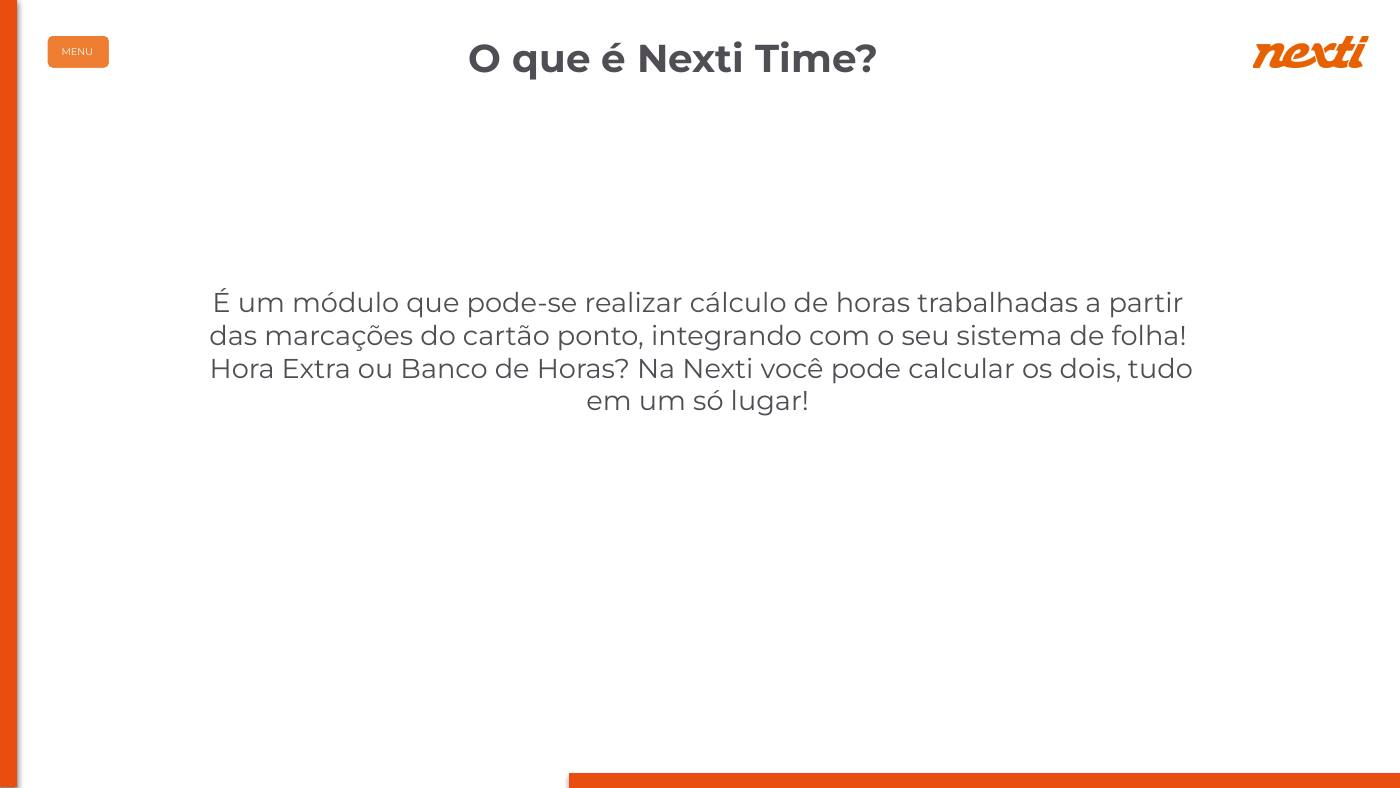 MENU
O que é Nexti Time?
nexti
É um módulo que pode-se realizar cálculo de horas trabalhadas a partir
das marcações do cartão ponto, integrando com o seu sistema de folha!
Hora Extra ou Banco de Horas? Na Nexti você pode calcular os dois, tudo
em um só lugar!